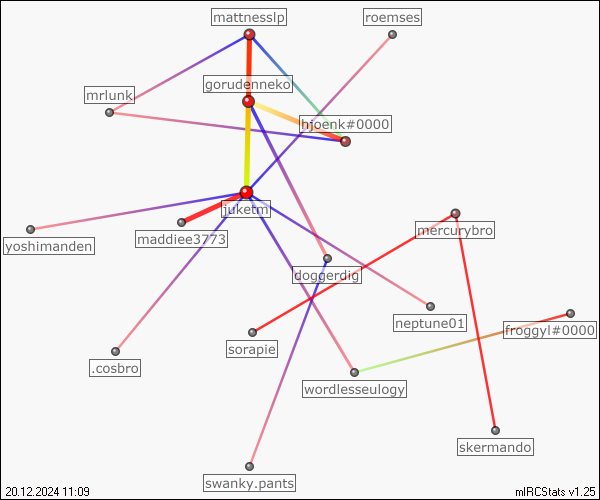 mattnesslp
roemses
gorudenneko
mrlunk
hjoenk#0000
juketm
mercurybro
yoshimanden
maddiee3773
doggerdig
neptune01
froggyl#0000
sorapie
.cosbro
wordlesseulogy
skermando
swanky.pants
20.12.2024 11:09
mIRCStats v1.25